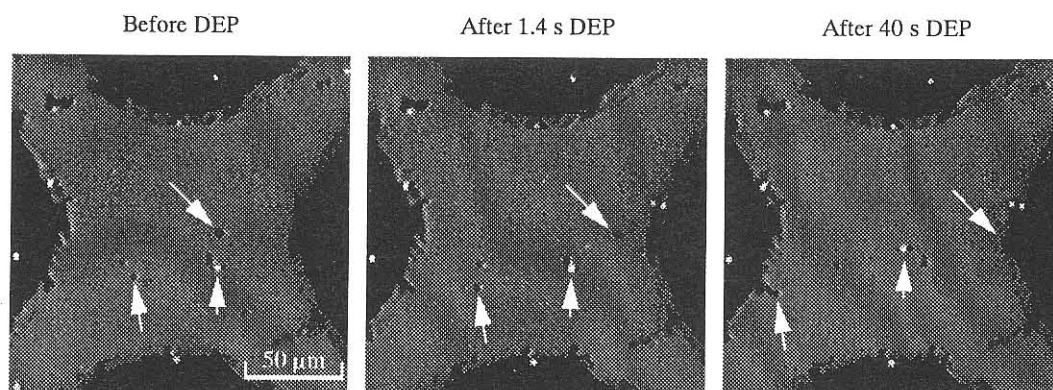 Before DEP
After 1.4 s DEP
After 40 s DEP
50 µm